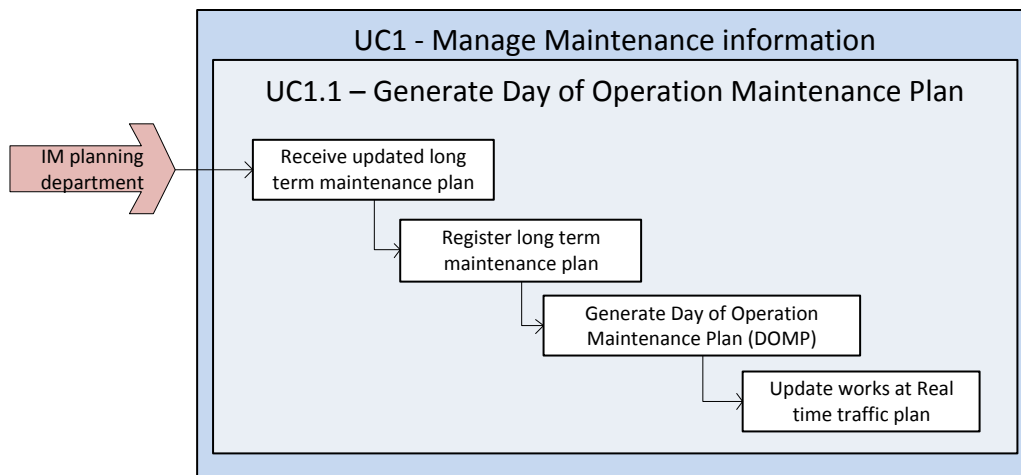 UC1 - Manage Maintenance information
UC1.1 – Generate Day of Operation Maintenance Plan
IM planning
department
Receive updated long
term maintenance plan
Register long term
maintenance plan
Generate Day of Operation
Maintenance Plan (DOMP)
Update works at Real
time traffic plan